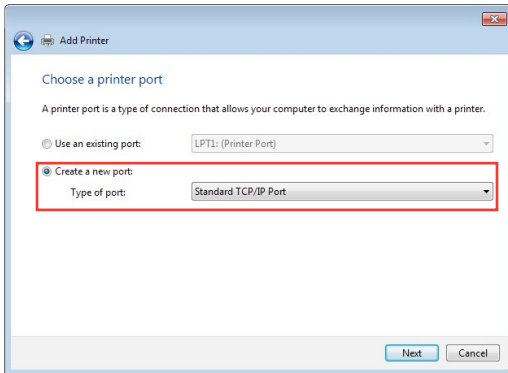 Add Printer
Choose a printer port
A printer port is a type of connection that allows your computer to exchange information with a printer.
Use an existing port: LPT1: (Printer Port)
Create a new port:
Type of port: Standard TCP/IP Port
Next Cancel